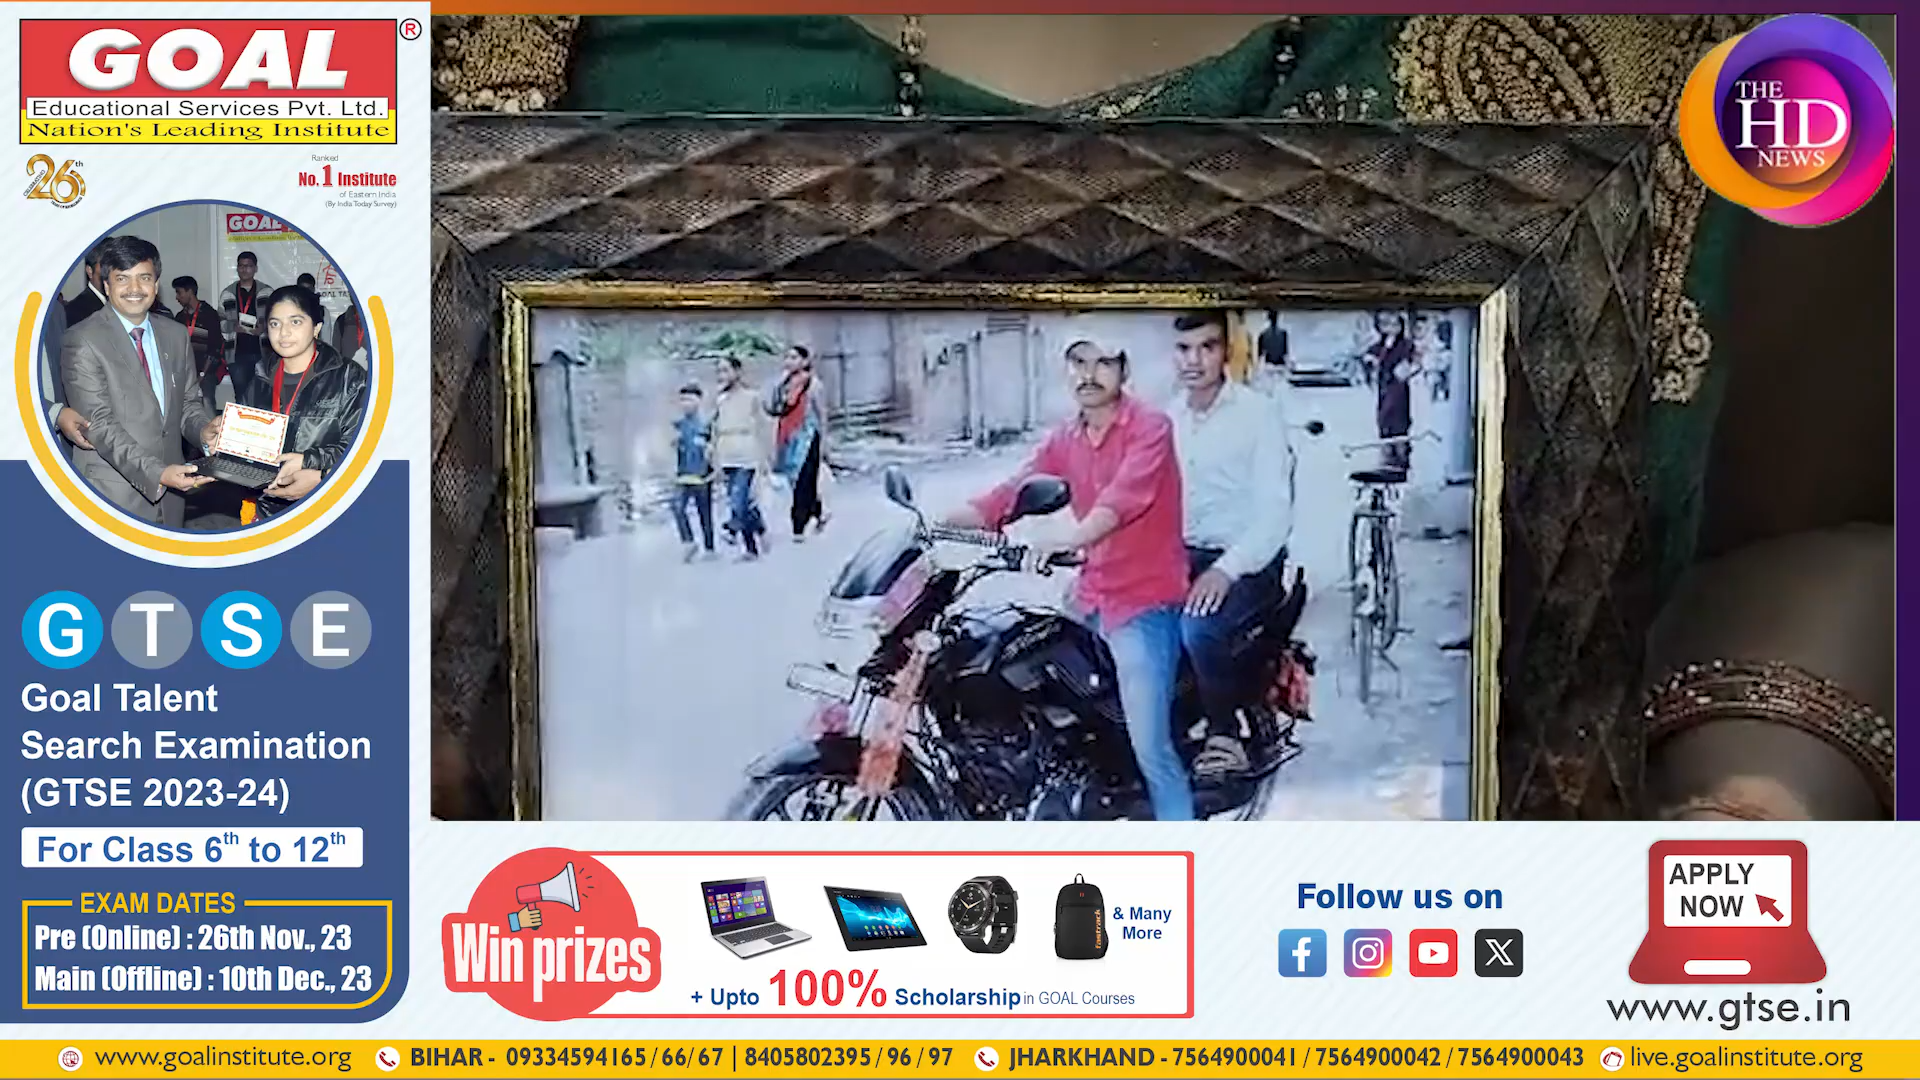 GOAL ®
Educational Services Pvt. Ltd.
Nation's Leading Institute
26th
Ranked
No. 1 Institute
of Eastern India
(By India Today Survey)
GOAL
G T S E
Goal Talent
Search Examination
(GTSE 2023-24)
For Class 6th to 12th
EXAM DATES
Pre (Online) : 26th Nov., 23
Main (Offline) : 10th Dec., 23
THE
HD
NEWS
Win prizes
fastrack
& Many
More
+ Upto 100% Scholarship in GOAL Courses
Follow us on
APPLY
NOW
www.gtse.in
www.goalinstitute.org BIHAR - 09334594165 / 66 / 67 | 8405802395 / 96 / 97 JHARKHAND - 7564900041 / 7564900042 / 7564900043 live.goalinstitute.org